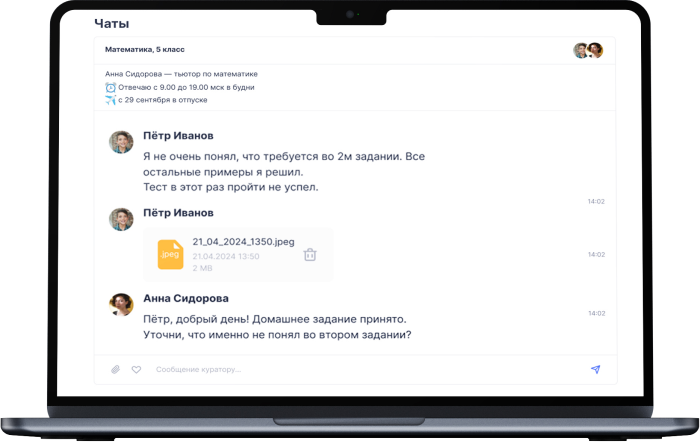 Чаты
Математика, 5 класс
Анна Сидорова — тьютор по математике
Отвечаю с 9.00 до 19.00 мск в будни
с 29 сентября в отпуске
Пётр Иванов
Я не очень понял, что требуется во 2м задании. Все
остальные примеры я решил.
Тест в этот раз пройти не успел.
14:02
Пётр Иванов
.jpeg
21_04_2024_1350.jpeg
21.04.2024 13:50
2 MB
14:02
Анна Сидорова
Пётр, добрый день! Домашнее задание принято.
Уточни, что именно не понял во втором задании?
14:02
Сообщение куратору...